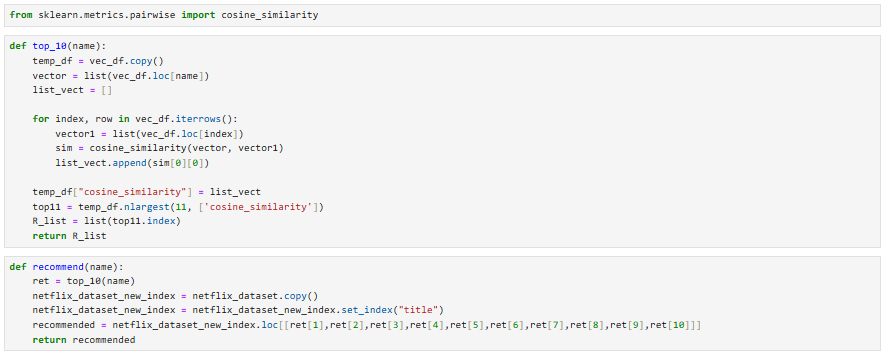 from sklearn.metrics.pairwise import cosine_similarity
def top_10(name):
    temp_df = vec_df.copy()
    vector = list(vec_df.loc[name])
    list_vect = []
    for index, row in vec_df.iterrows():
        vector1 = list(vec_df.loc[index])
        sim = cosine_similarity(vector, vector1)
        list_vect.append(sim[0][0])
    temp_df["cosine_similarity"] = list_vect
    top11 = temp_df.nlargest(11, ['cosine_similarity'])
    R_list = list(top11.index)
    return R_list
def recommend(name):
    ret = top_10(name)
    netflix_dataset_new_index = netflix_dataset.copy()
    netflix_dataset_new_index = netflix_dataset_new_index.set_index("title")
    recommended = netflix_dataset_new_index.loc[[ret[1],ret[2],ret[3],ret[4],ret[5],ret[6],ret[7],ret[8],ret[9],ret[10]]]
    return recommended